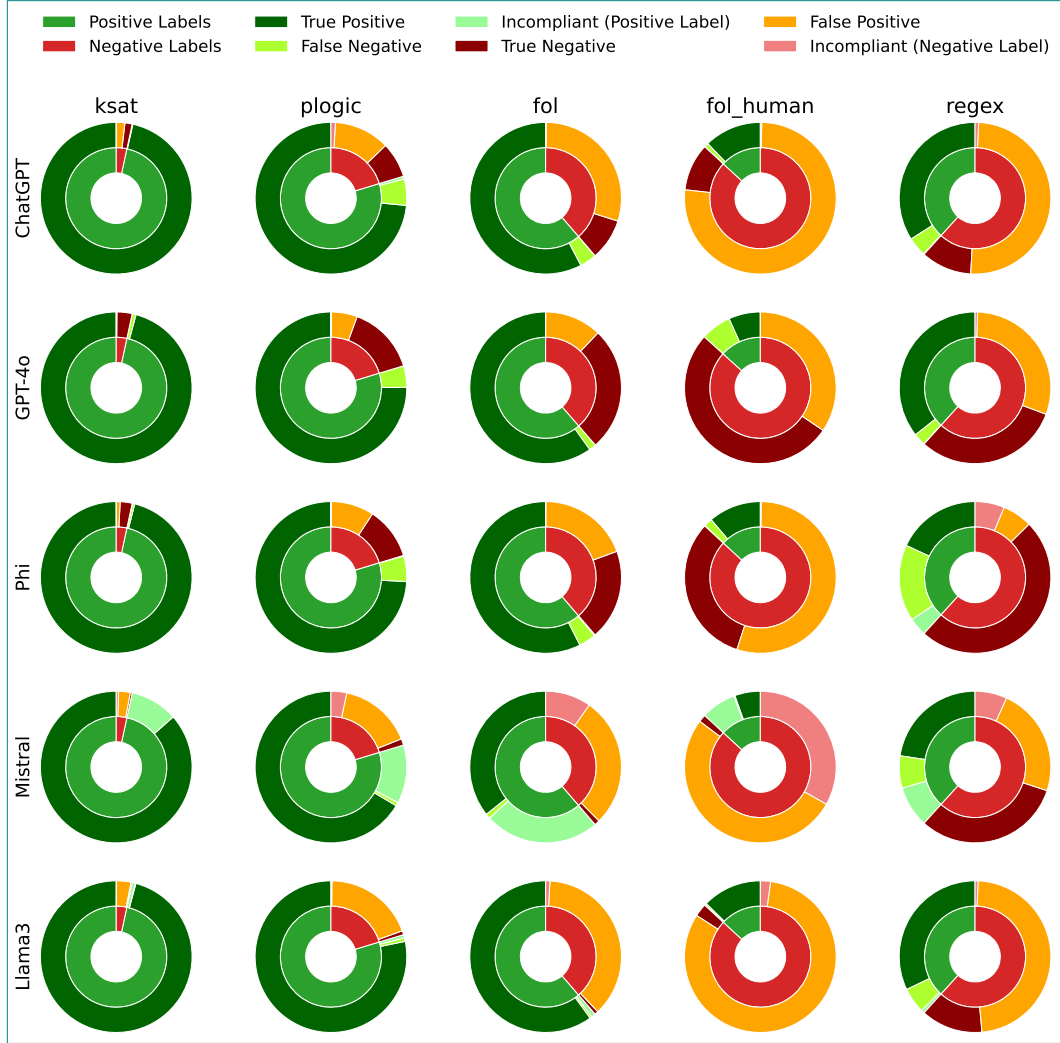 Positive Labels
True Positive
Incompliant (Positive Label)
False Positive
Negative Labels
False Negative
True Negative
Incompliant (Negative Label)
ksat
plogic
fol
fol_human
regex
ChatGPT
GPT-4o
Phi
Mistral
Llama3